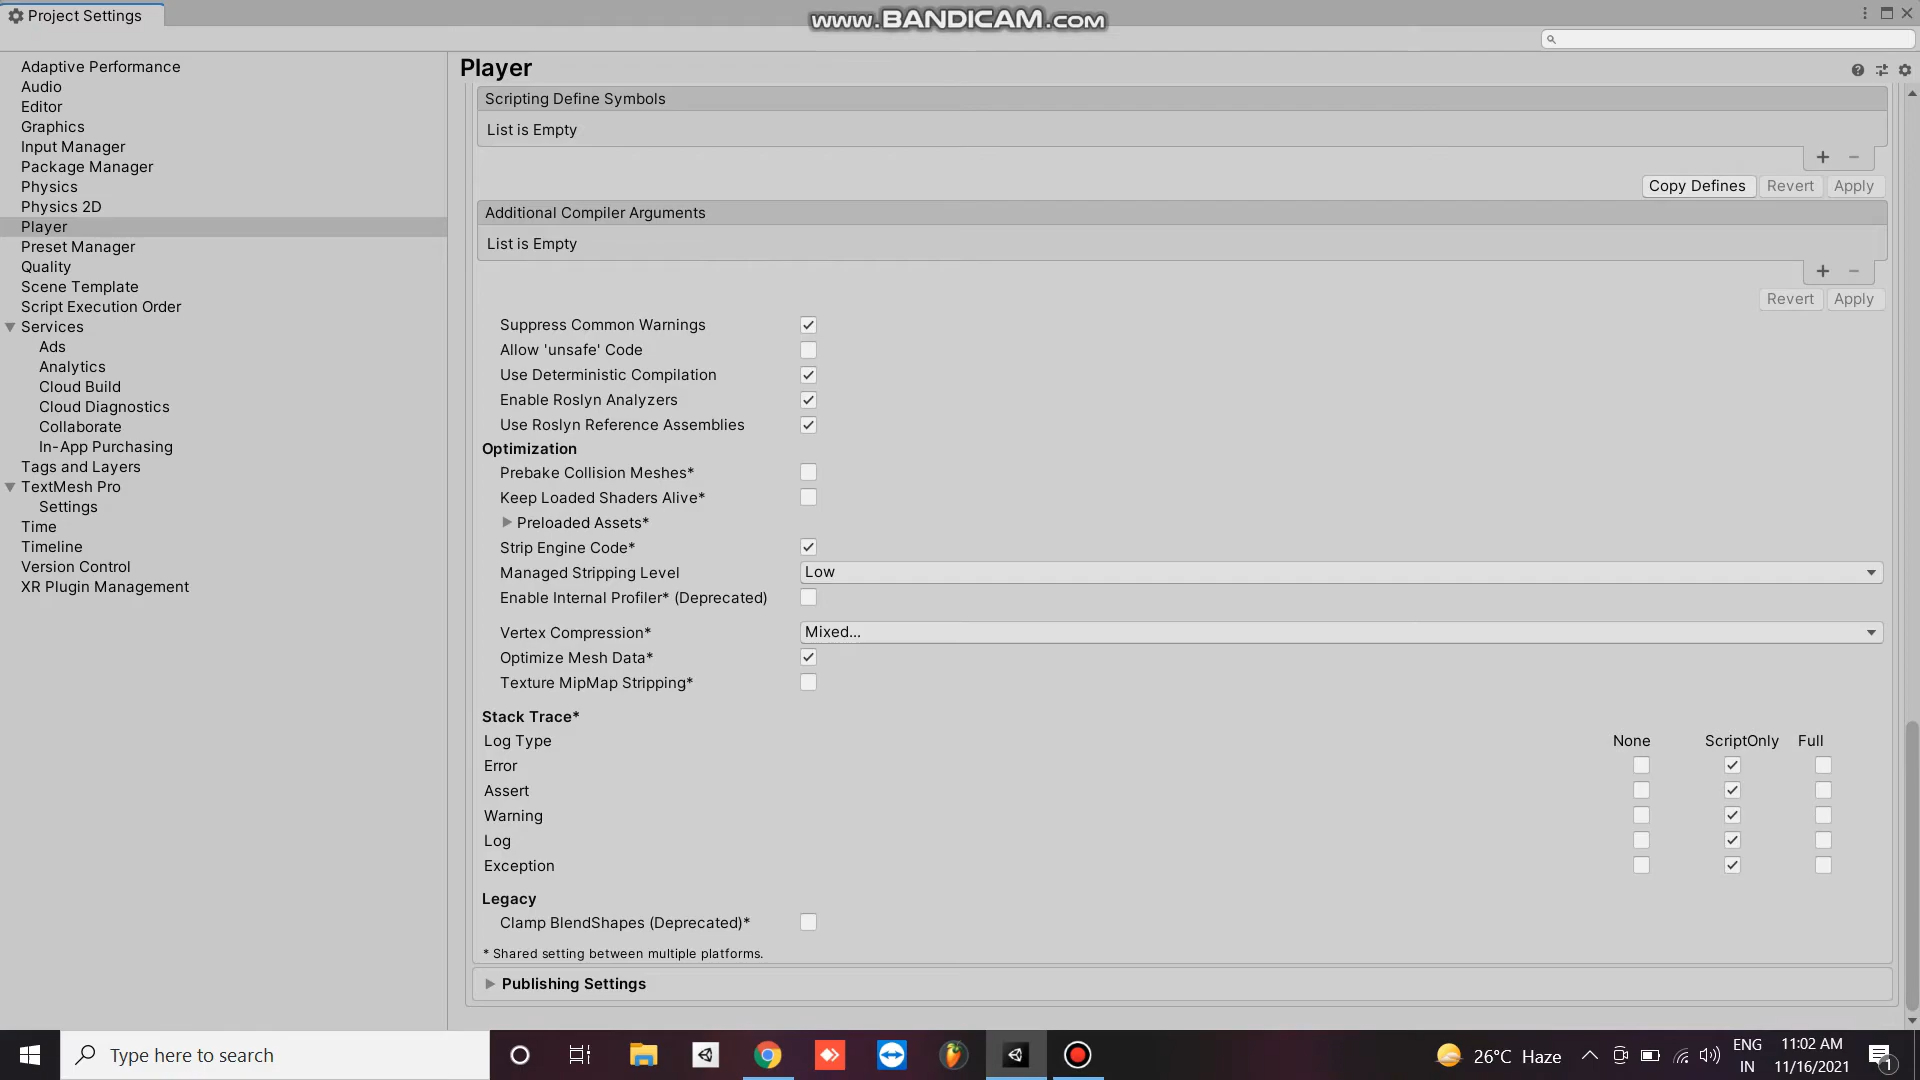 Project Settings
www.BANDICAM.COM
Adaptive Performance
Audio
Editor
Graphics
Input Manager
Package Manager
Physics
Physics 2D
Player
Preset Manager
Quality
Scene Template
Script Execution Order
Services
Ads
Analytics
Cloud Build
Cloud Diagnostics
Collaborate
In-App Purchasing
Tags and Layers
TextMesh Pro
Settings
Time
Timeline
Version Control
XR Plugin Management
Player
Scripting Define Symbols
List is Empty
+ −
Copy Defines Revert Apply
Additional Compiler Arguments
List is Empty
+ −
Revert Apply
Suppress Common Warnings
Allow 'unsafe' Code
Use Deterministic Compilation
Enable Roslyn Analyzers
Use Roslyn Reference Assemblies
Optimization
Prebake Collision Meshes*
Keep Loaded Shaders Alive*
Preloaded Assets*
Strip Engine Code*
Managed Stripping Level Low
Enable Internal Profiler* (Deprecated)
Vertex Compression* Mixed...
Optimize Mesh Data*
Texture MipMap Stripping*
Stack Trace*
Log Type None ScriptOnly Full
Error
Assert
Warning
Log
Exception
Legacy
Clamp BlendShapes (Deprecated)*
* Shared setting between multiple platforms.
Publishing Settings
Type here to search
26°C Haze
ENG
IN
11:02 AM
11/16/2021
1